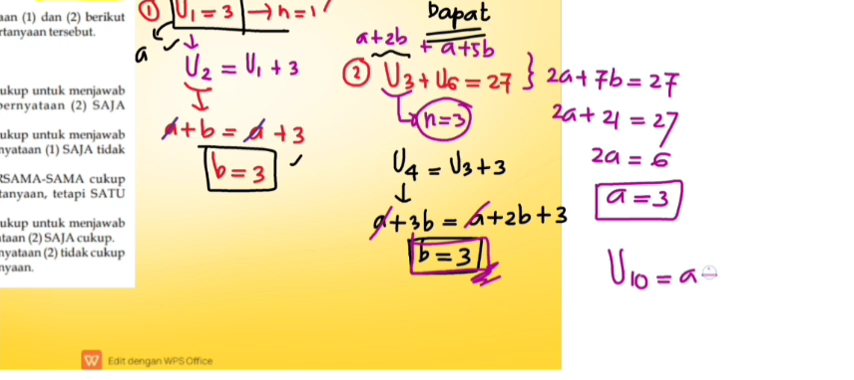 aan (1) dan (2) berikut
rtanyaan tersebut.
ukup untuk menjawab
pernyataan (2) SAJA
ukup untuk menjawab
nyataan (1) SAJA tidak
RSAMA-SAMA cukup
tanyaan, tetapi SATU
ukup untuk menjawab
ataan (2) SAJA cukup.
nyataan (2) tidak cukup
nyaan.
① U₁ = 3 → n = 1
a
U₂ = U₁ + 3
a + b = a + 3
b = 3
bapat
a+2b + a+5b
② U₃ + U₆ = 27 } 2a + 7b = 27
n=3
2a + 21 = 27
2a = 6
a = 3
U₄ = U₃ + 3
a+3b = a+2b+3
b = 3
U₁₀ = a
Edit dengan WPS Office